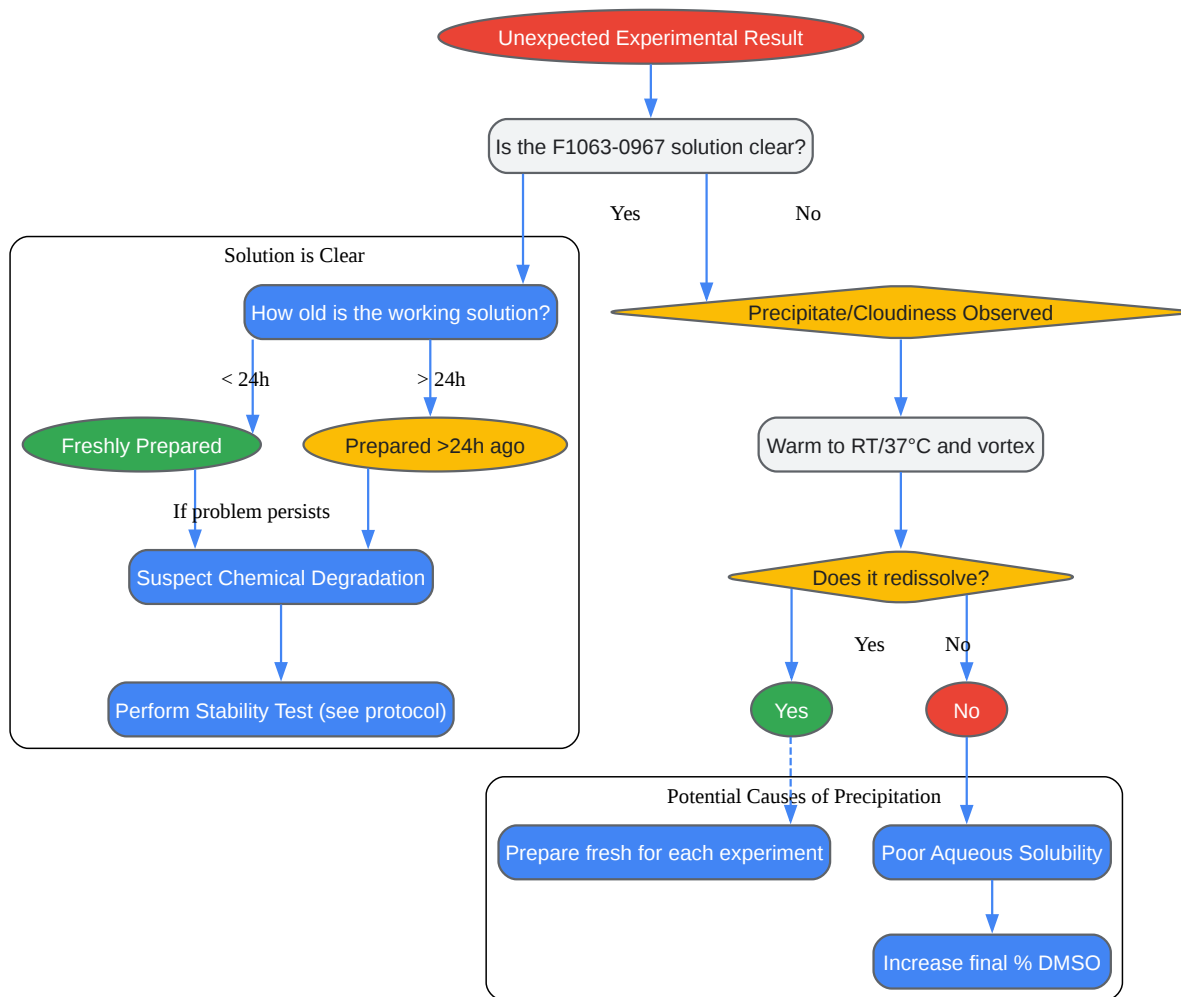 Unexpected Experimental Result
Is the F1063-0967 solution clear?
Yes
No
Solution is Clear
How old is the working solution?
Precipitate/Cloudiness Observed
< 24h
> 24h
Freshly Prepared
Prepared >24h ago
Warm to RT/37°C and vortex
If problem persists
Suspect Chemical Degradation
Does it redissolve?
Yes
No
Perform Stability Test (see protocol)
Yes
No
Potential Causes of Precipitation
Prepare fresh for each experiment
Poor Aqueous Solubility
Increase final % DMSO